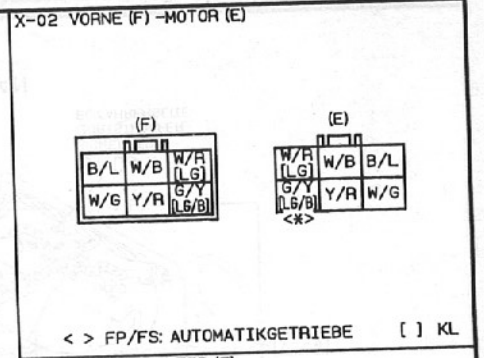 X-02 VORNE (F) -MOTOR (E)
(F) (E)
B/L W/B W/R [LG] W/R [LG] W/B B/L
W/G Y/R G/Y [LG/B] G/Y [LG/B] Y/R W/G
<*>
< > FP/FS: AUTOMATIKGETRIEBE [ ] KL